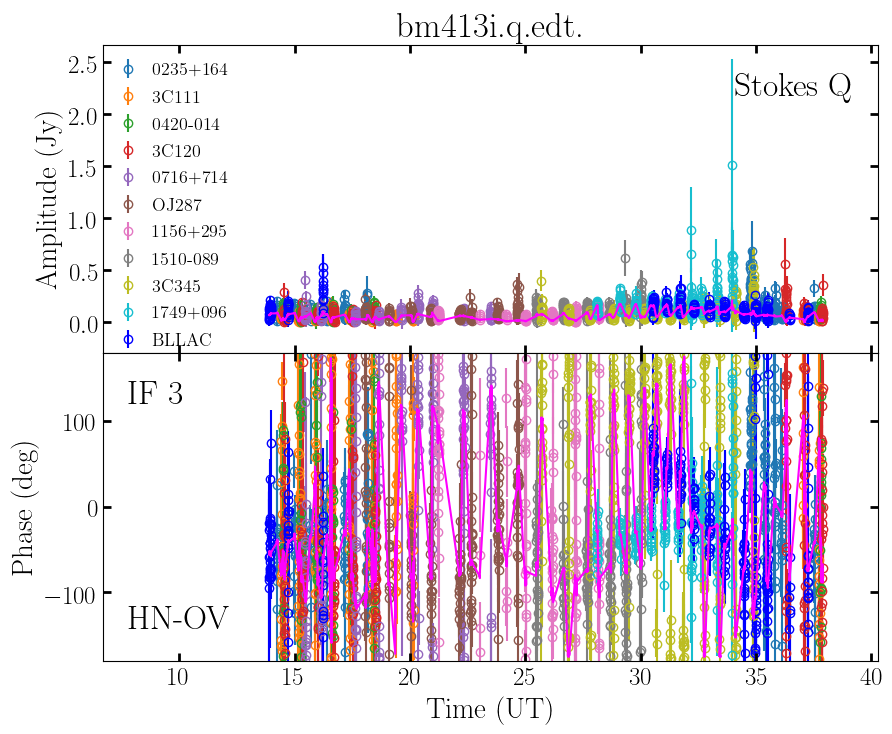 bm413i.q.edt.
Stokes Q
Amplitude (Jy)
2.5
2.0
1.5
1.0
0.5
0.0
0235+164
3C111
0420-014
3C120
0716+714
OJ287
1156+295
1510-089
3C345
1749+096
BLLAC
IF 3
Phase (deg)
100
0
−100
HN-OV
10
15
20
25
30
35
40
Time (UT)